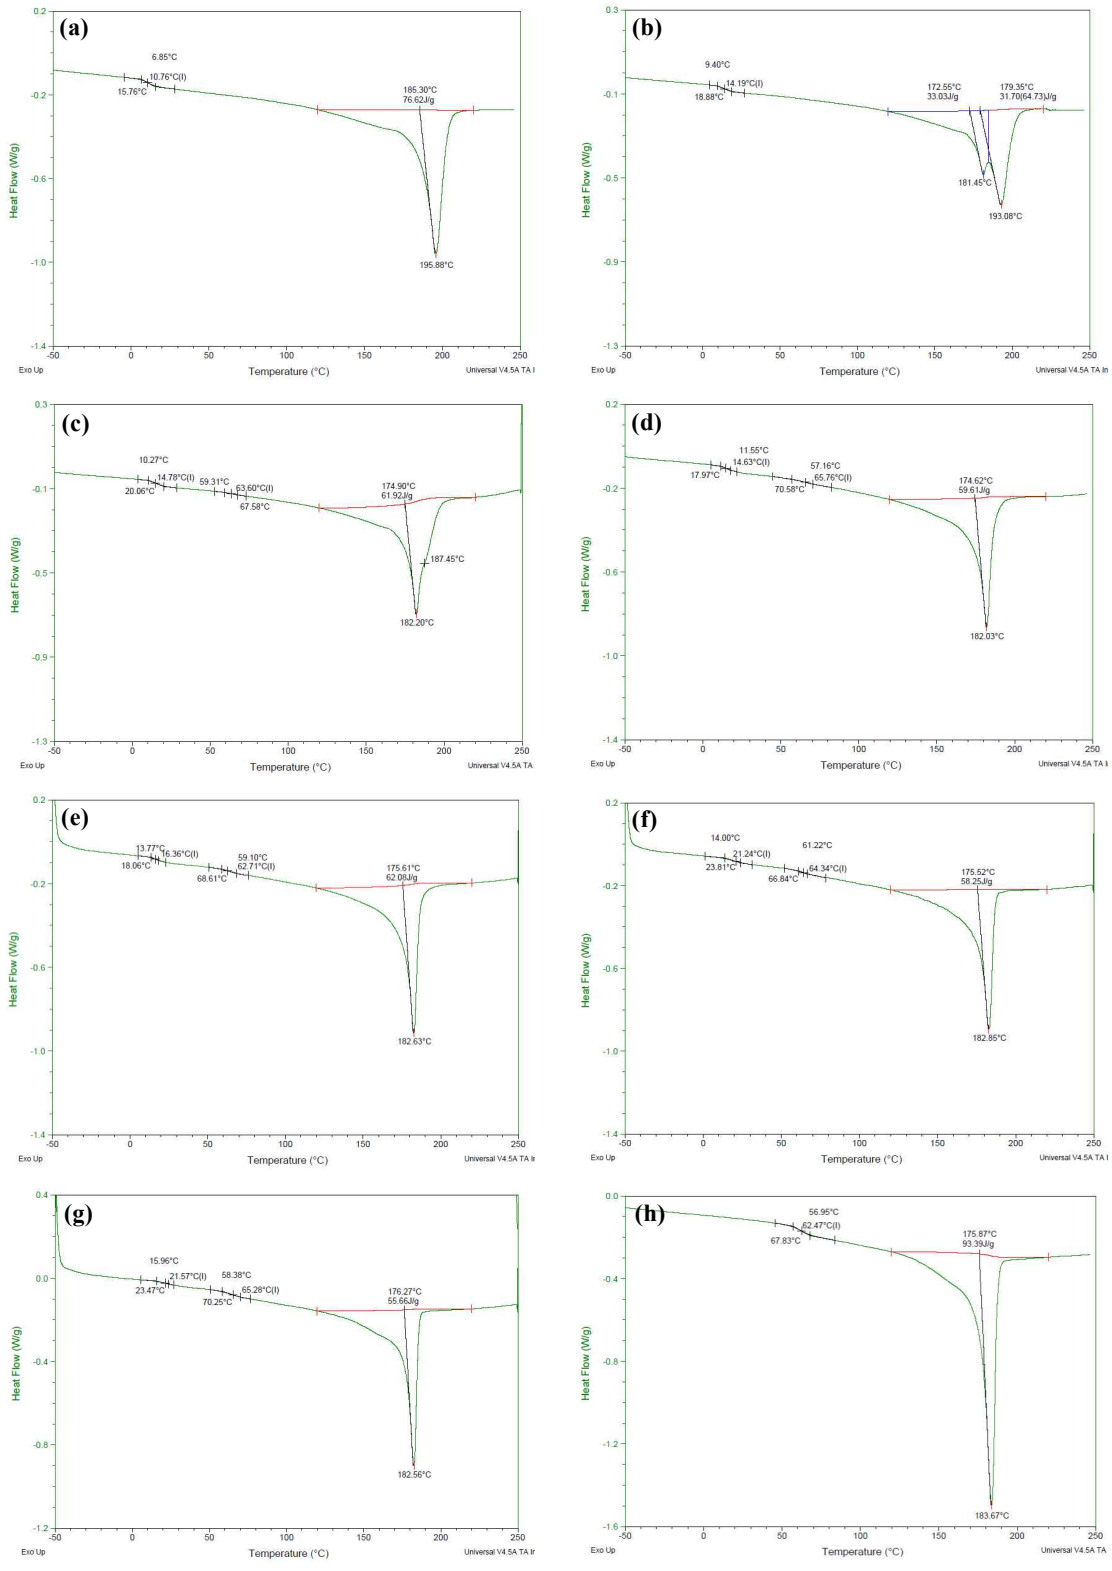 (a)
0.2
-0.2
-0.6
-1.0
-1.4
Heat Flow (W/g)
6.85°C
10.76°C(I)
15.76°C
185.30°C
76.62J/g
195.88°C
-50
0
50
100
150
200
250
Exo Up
Temperature (°C)
Universal V4.5A TA I
(b)
0.3
-0.1
-0.5
-0.9
-1.3
Heat Flow (W/g)
9.40°C
14.19°C(I)
18.88°C
172.55°C
33.03J/g
179.35°C
31.70(64.73)J/g
181.45°C
193.08°C
-50
0
50
100
150
200
250
Exo Up
Temperature (°C)
Universal V4.5A TA In
(c)
0.3
-0.1
-0.5
-0.9
-1.3
Heat Flow (W/g)
10.27°C
14.78°C(I)
20.06°C
59.31°C
63.60°C(I)
67.58°C
174.90°C
61.92J/g
187.45°C
182.20°C
-50
0
50
100
150
200
250
Exo Up
Temperature (°C)
Universal V4.5A TA
(d)
0.2
-0.2
-0.6
-1.0
-1.4
Heat Flow (W/g)
11.55°C
14.63°C(I)
17.97°C
57.16°C
65.76°C(I)
70.58°C
174.62°C
59.61J/g
182.03°C
-50
0
50
100
150
200
250
Exo Up
Temperature (°C)
Universal V4.5A TA In
(e)
0.2
-0.2
-0.6
-1.0
-1.4
Heat Flow (W/g)
13.77°C
16.36°C(I)
18.06°C
59.10°C
62.71°C(I)
68.61°C
175.61°C
62.08J/g
182.63°C
-50
0
50
100
150
200
250
Exo Up
Temperature (°C)
Universal V4.5A TA In
(f)
0.2
-0.2
-0.6
-1.0
-1.4
Heat Flow (W/g)
14.00°C
21.24°C(I)
23.81°C
61.22°C
64.34°C(I)
66.84°C
175.52°C
58.25J/g
182.85°C
-50
0
50
100
150
200
250
Exo Up
Temperature (°C)
Universal V4.5A TA I
(g)
0.4
0.0
-0.4
-0.8
-1.2
Heat Flow (W/g)
15.96°C
21.57°C(I)
23.47°C
58.38°C
65.28°C(I)
70.25°C
176.27°C
55.66J/g
182.56°C
-50
0
50
100
150
200
250
Exo Up
Temperature (°C)
Universal V4.5A TA Ir
(h)
0.0
-0.4
-0.8
-1.2
-1.6
Heat Flow (W/g)
56.95°C
62.47°C(I)
67.83°C
175.87°C
93.39J/g
183.67°C
-50
0
50
100
150
200
250
Exo Up
Temperature (°C)
Universal V4.5A TA